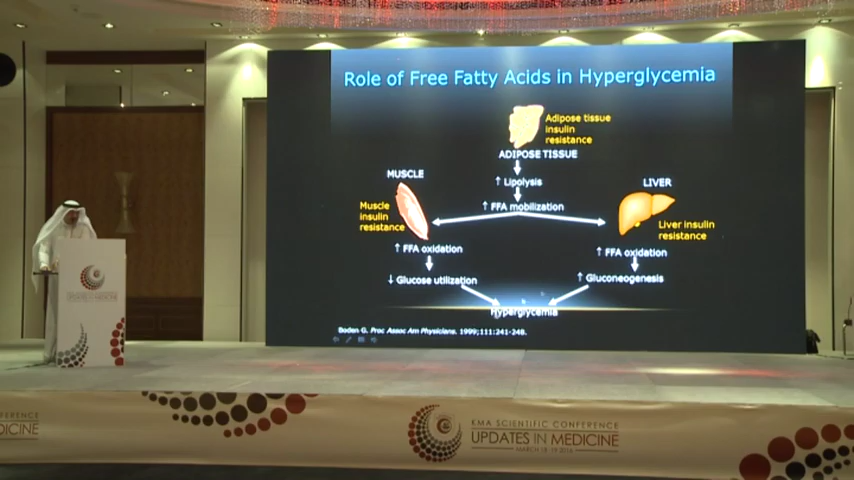 Role of Free Fatty Acids in Hyperglycemia
Adipose tissue
insulin
resistance
ADIPOSE TISSUE
MUSCLE
↑ Lipolysis
LIVER
↑ FFA mobilization
Muscle
insulin
resistance
Liver insulin
resistance
↑ FFA oxidation
↑ FFA oxidation
↓ Glucose utilization
↑ Gluconeogenesis
Hyperglycemia
Boden G. Proc Assoc Am Physicians. 1999;111:241-248.
FERENCE
DICINE
KMA SCIENTIFIC CONFERENCE
UPDATES IN MEDICINE